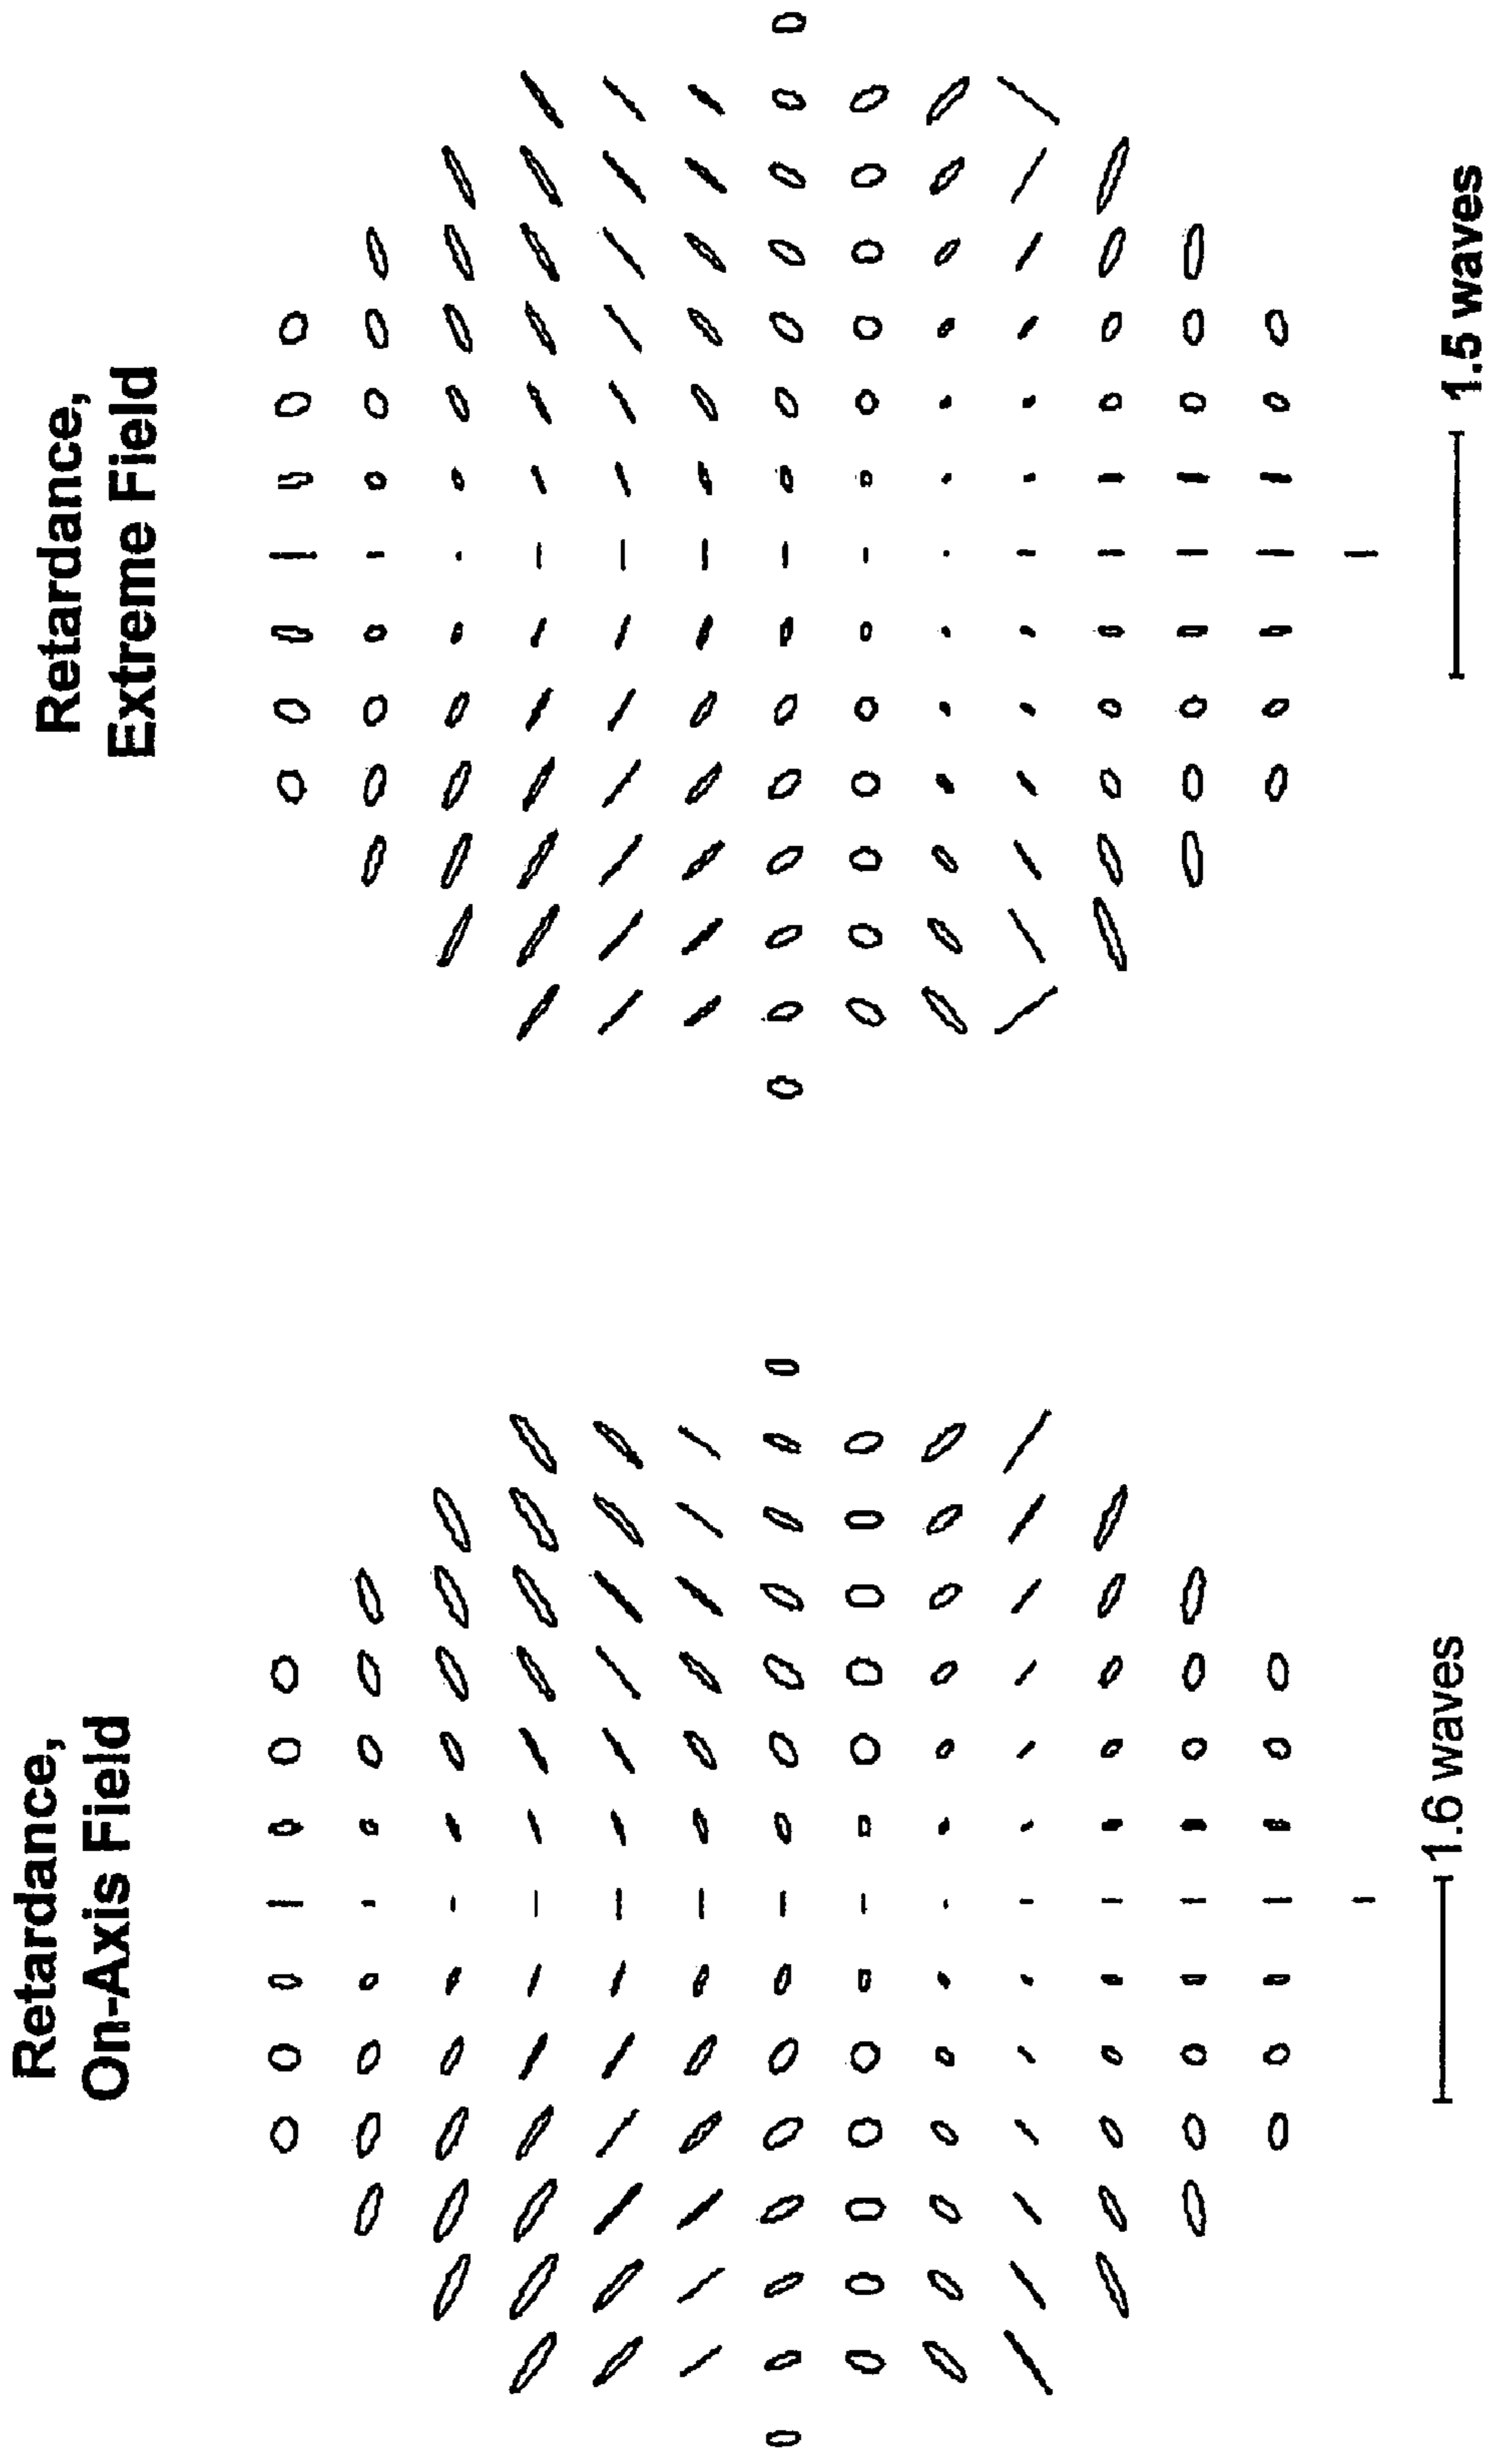 Retardance,
On-Axis Field
1.6 waves
Retardance,
Extreme Field
1.5 waves